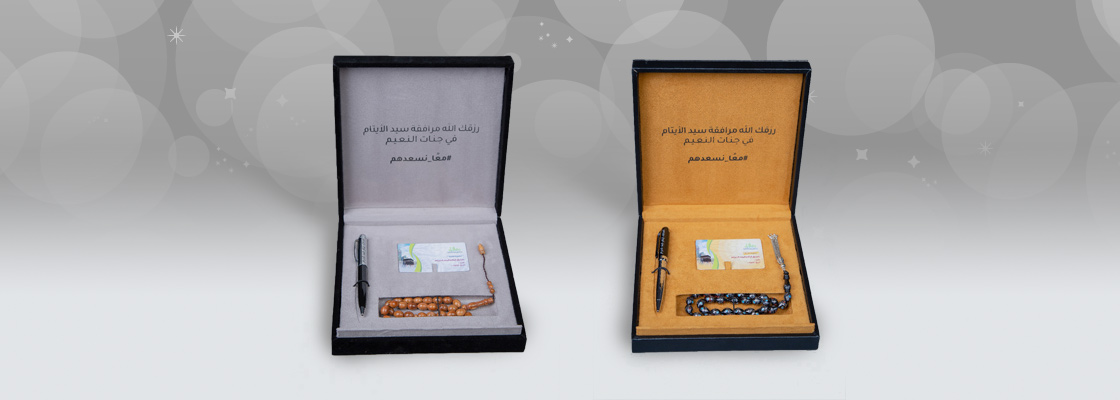 رزقك الله مرافقة سيد الأيتام
في جنات النعيم
#معًا_نسعدهم
رزقك الله مرافقة سيد الأيتام
في جنات النعيم
#معًا_نسعدهم